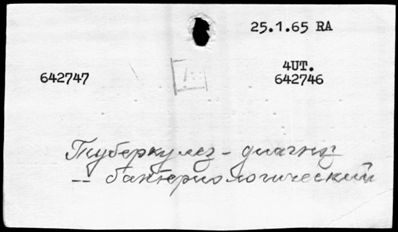 25.1.65 RA
4UT.
642747 642746
Туберкулез - диагноз
-- бактериологический